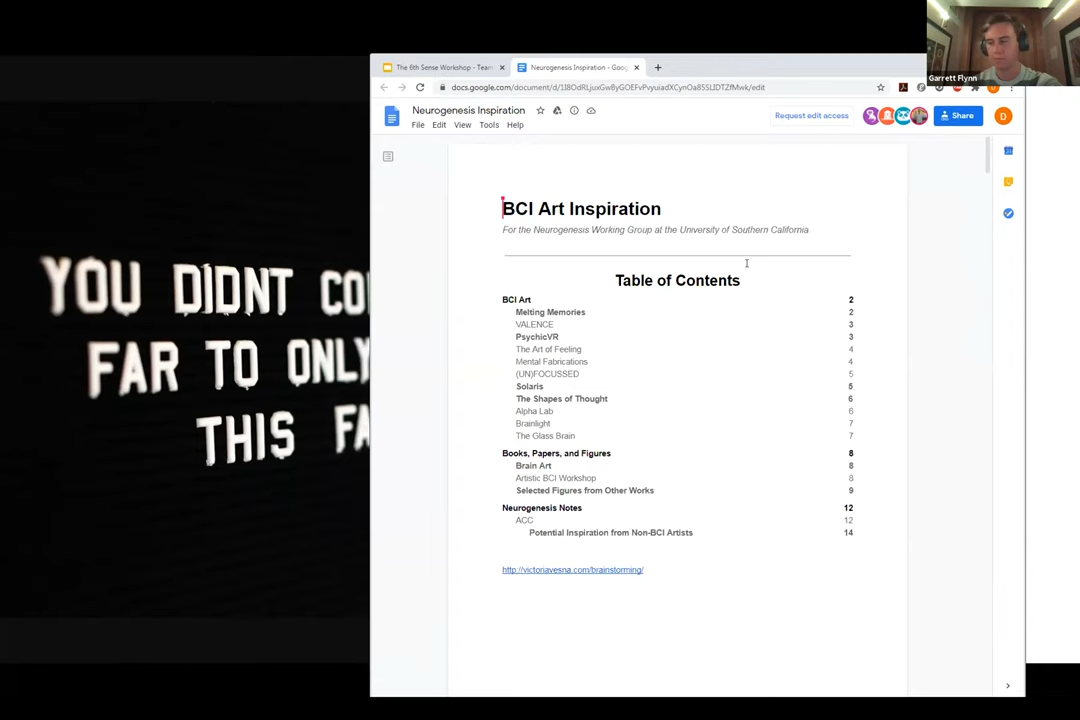 Garrett Flynn
The 6th Sense Workshop - Team
Neurogenesis Inspiration - Goog
docs.google.com/document/d/1I8OdRLjuxGwByGOEFvPvyuiadXCynOa85SLIDTZfMwk/edit
Neurogenesis Inspiration
File Edit View Tools Help
Request edit access
Share
D
YOU DIDNT CO
FAR TO ONLY
THIS FA
BCI Art Inspiration
For the Neurogenesis Working Group at the University of Southern California
Table of Contents
BCI Art 2
Melting Memories 2
VALENCE 3
PsychicVR 3
The Art of Feeling 4
Mental Fabrications 4
(UN)FOCUSSED 5
Solaris 5
The Shapes of Thought 6
Alpha Lab 6
Brainlight 7
The Glass Brain 7
Books, Papers, and Figures 8
Brain Art 8
Artistic BCI Workshop 8
Selected Figures from Other Works 9
Neurogenesis Notes 12
ACC 12
Potential Inspiration from Non-BCI Artists 14
http://victoriavesna.com/brainstorming/